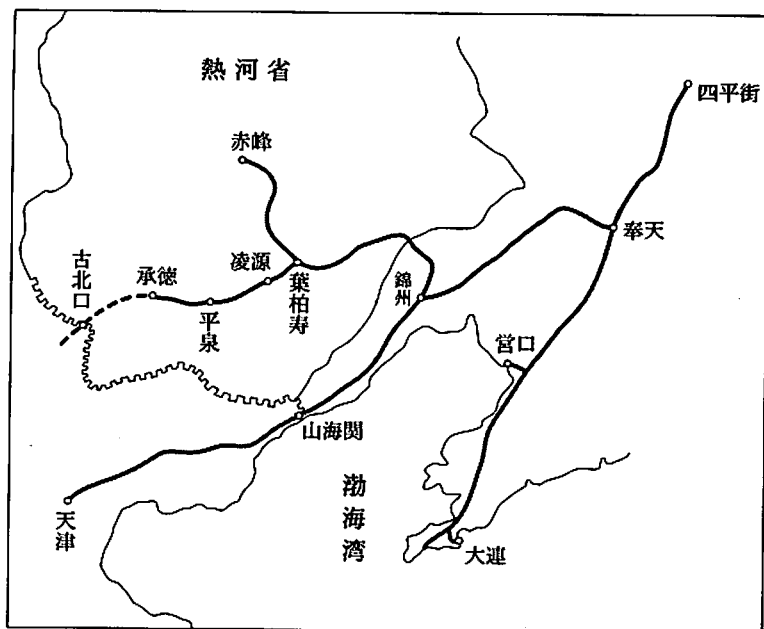 熱河省
四平街
赤峰
奉天
古北口
承徳
凌源
葉柏寿
平泉
錦州
営口
山海関
渤海湾
天津
大連